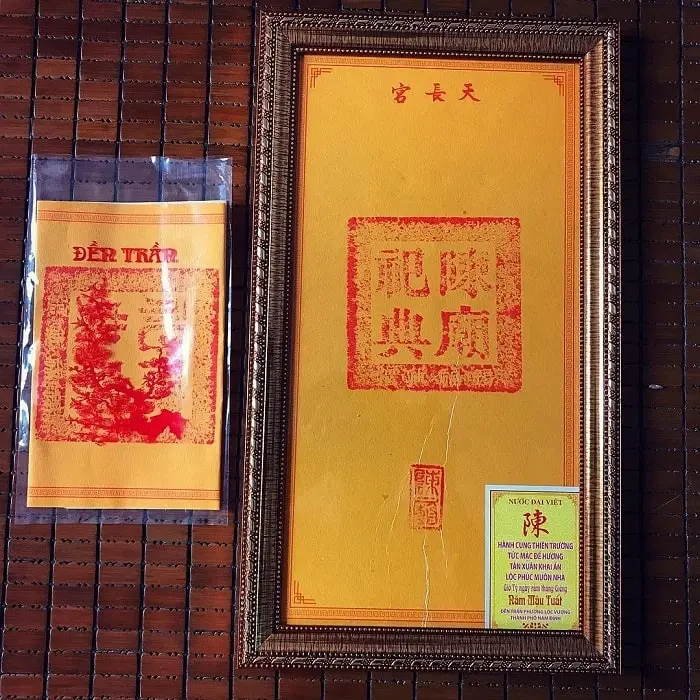 ĐỀN TRẦN
天長宮
陳廟
祀典
陳
NƯỚC ĐẠI VIỆT
陳
HÀNH CUNG THIÊN TRƯỜNG
TỨC MẶC ĐẾ HƯƠNG
TÂN XUÂN KHAI ẤN
LỘC PHÚC MUÔN NHÀ
Giờ Tý ngày rằm tháng Giêng
Năm Mậu Tuất
ĐỀN TRẦN PHƯỜNG LỘC VƯỢNG
THÀNH PHỐ NAM ĐỊNH